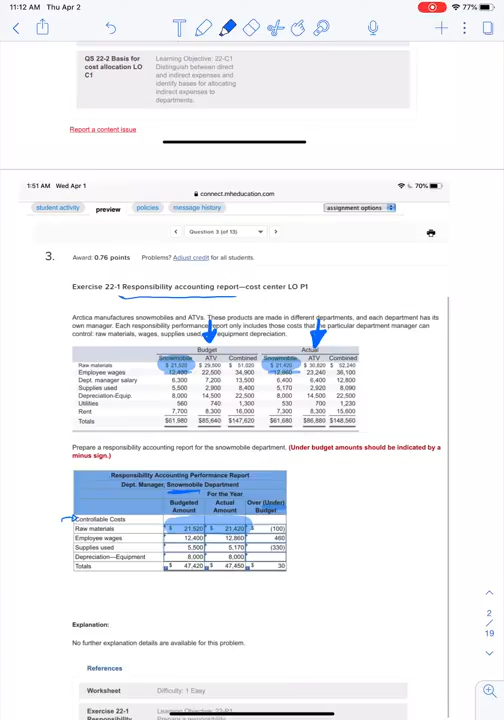 11:12 AM Thu Apr 2
77%
QS 22-2 Basis for
cost allocation LO
C1
Learning Objective: 22-C1
Distinguish between direct
and indirect expenses and
identify bases for allocating
indirect expenses to
departments.
Report a content issue
1:51 AM Wed Apr 1
70%
connect.mheducation.com
student activity preview policies message history assignment options
Question 3 (of 13)
3. Award: 0.76 points Problems? Adjust credit for all students.
Exercise 22-1 Responsibility accounting report—cost center LO P1
Arctica manufactures snowmobiles and ATVs. These products are made in different departments, and each department has its
own manager. Each responsibility performance report only includes those costs that the particular department manager can
control: raw materials, wages, supplies used, and equipment depreciation.
Budget Actual
Snowmobile ATV Combined Snowmobile ATV Combined
Raw materials $ 21,520 $ 29,500 $ 51,020 $ 21,420 $ 30,820 $ 52,240
Employee wages 12,400 22,500 34,900 12,860 23,240 36,100
Dept. manager salary 6,300 7,200 13,500 6,400 6,400 12,800
Supplies used 5,500 2,900 8,400 5,170 2,920 8,090
Depreciation-Equip. 8,000 14,500 22,500 8,000 14,500 22,500
Utilities 560 740 1,300 530 700 1,230
Rent 7,700 8,300 16,000 7,300 8,300 15,600
Totals $61,980 $85,640 $147,620 $61,680 $86,880 $148,560
Prepare a responsibility accounting report for the snowmobile department. (Under budget amounts should be indicated by a
minus sign.)
Responsibility Accounting Performance Report
Dept. Manager, Snowmobile Department
For the Year
Budgeted Amount Actual Amount Over (Under) Budget
Controllable Costs
Raw materials $ 21,520 $ 21,420 $ (100)
Employee wages 12,400 12,860 460
Supplies used 5,500 5,170 (330)
Depreciation—Equipment 8,000 8,000
Totals $ 47,420 $ 47,450 $ 30
Explanation:
No further explanation details are available for this problem.
References
Worksheet Difficulty: 1 Easy
Exercise 22-1 Learning Objective: 22-P1
Responsibility Prepare a responsibility
2
/
19